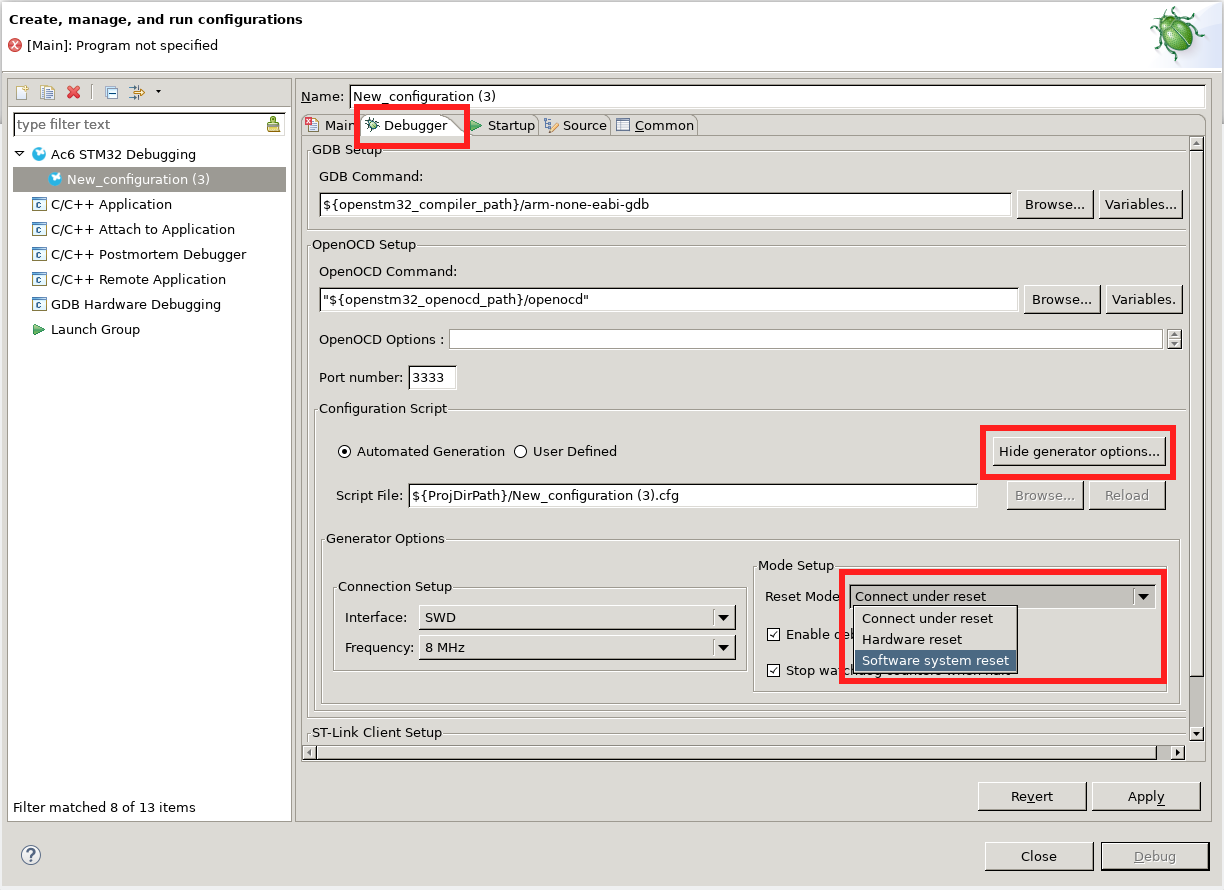 Create, manage, and run configurations
[Main]: Program not specified
Name: New_configuration (3)
type filter text
Main Debugger Startup Source Common
Ac6 STM32 Debugging
New_configuration (3)
C/C++ Application
C/C++ Attach to Application
C/C++ Postmortem Debugger
C/C++ Remote Application
GDB Hardware Debugging
Launch Group
Filter matched 8 of 13 items
GDB Setup
GDB Command:
${openstm32_compiler_path}/arm-none-eabi-gdb Browse... Variables...
OpenOCD Setup
OpenOCD Command:
"${openstm32_openocd_path}/openocd" Browse... Variables.
OpenOCD Options :
Port number: 3333
Configuration Script
Automated Generation User Defined Hide generator options...
Script File: ${ProjDirPath}/New_configuration (3).cfg Browse... Reload
Generator Options
Connection Setup
Interface: SWD
Frequency: 8 MHz
Mode Setup
Reset Mode Connect under reset
Connect under reset
Hardware reset
Software system reset
Enable
Stop
ST-Link Client Setup
Revert Apply
Close Debug